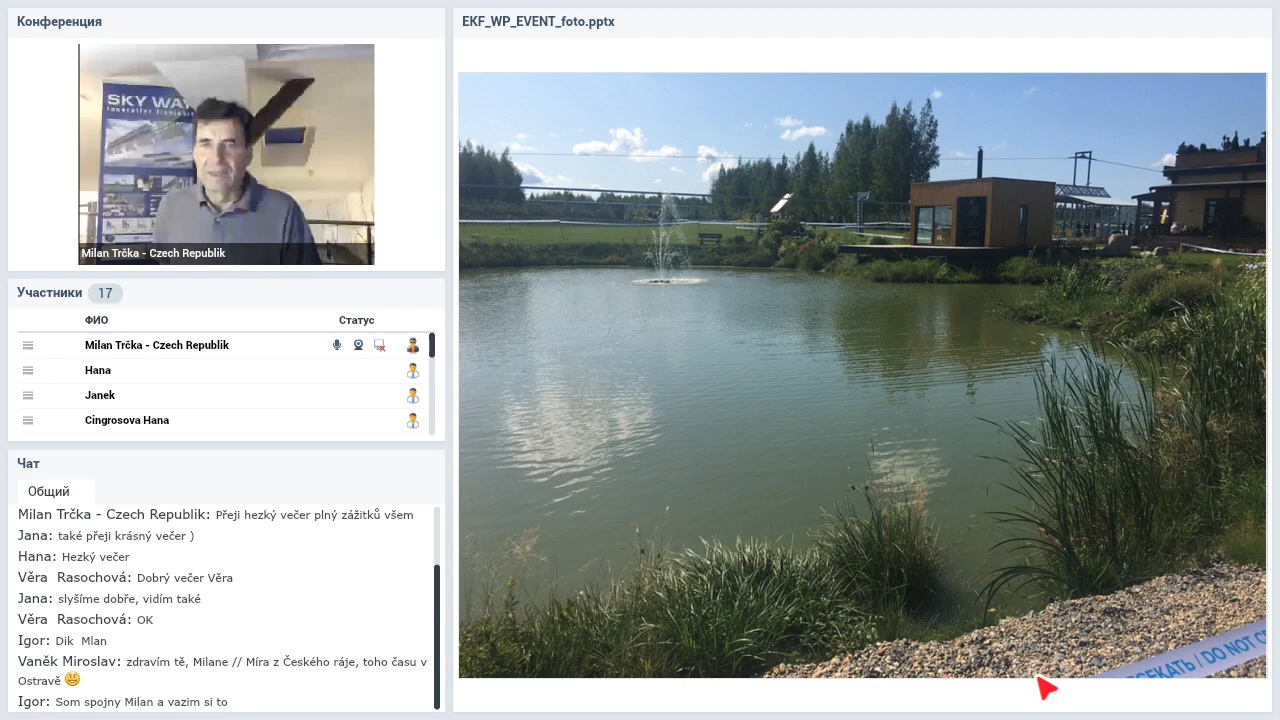 Конференция
SKY WAY
Milan Trčka - Czech Republik
Участники 17
ФИО Статус
Milan Trčka - Czech Republik
Hana
Janek
Cingrosova Hana
Чат
Общий
Milan Trčka - Czech Republik: Přeji hezký večer plný zážitků všem
Jana: také přeji krásný večer )
Hana: Hezký večer
Věra Rasochová: Dobrý večer Věra
Jana: slyšíme dobře, vidím také
Věra Rasochová: OK
Igor: Dik Mlan
Vaněk Miroslav: zdravím tě, Milane // Míra z Českého ráje, toho času v
Ostravě
Igor: Som spojny Milan a vazim si to
EKF_WP_EVENT_foto.pptx
СЕКАТЬ / DO NOT C